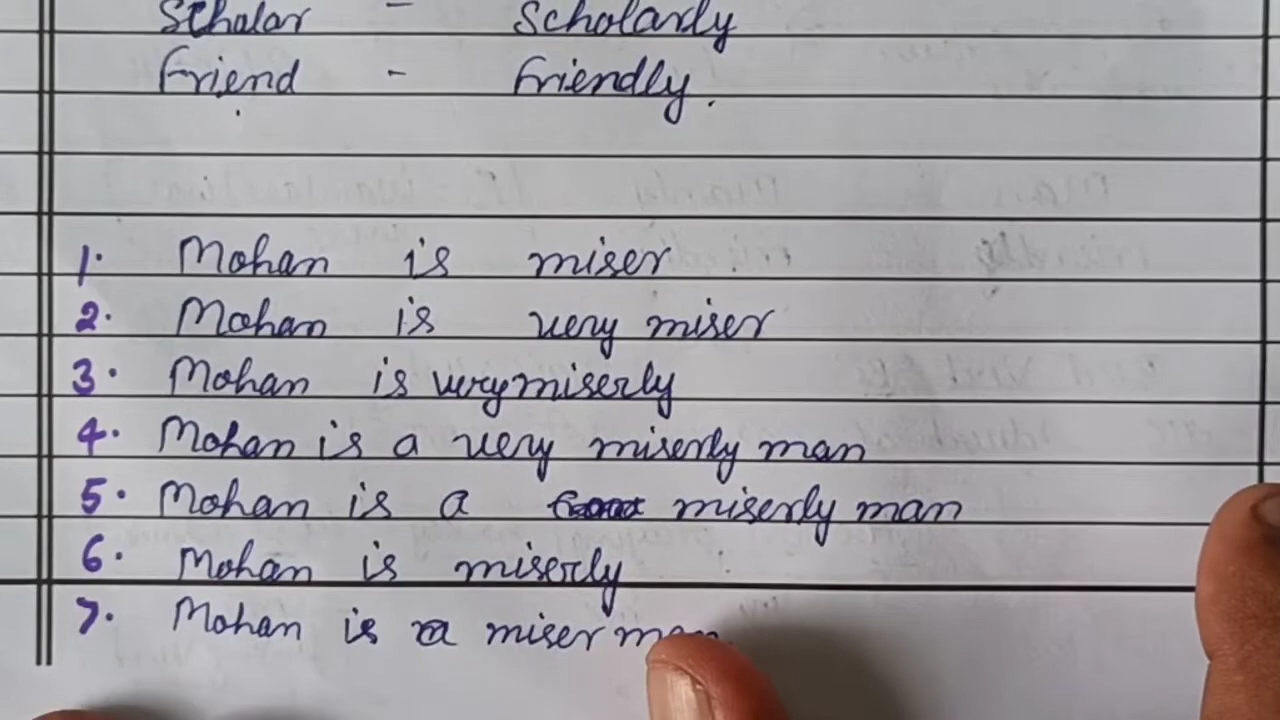 Scholar - Scholarly
Friend - Friendly.
1. Mohan is miser
2. Mohan is very miser
3. Mohan is very miserly
4. Mohan is a very miserly man
5. Mohan is a miserly man
6. Mohan is miserly
7. Mohan is a miser man